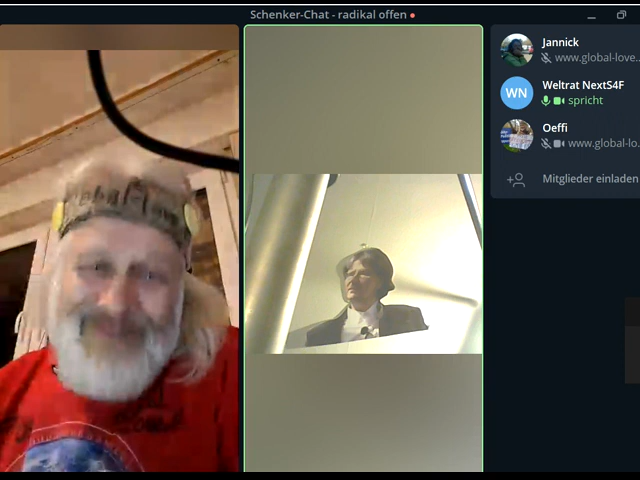 Schenker-Chat - radikal offen
Jannick
www.global-love..
WN
Weltrat NextS4F
spricht
Oeffi
www.global-lo.
Mitglieder einladen